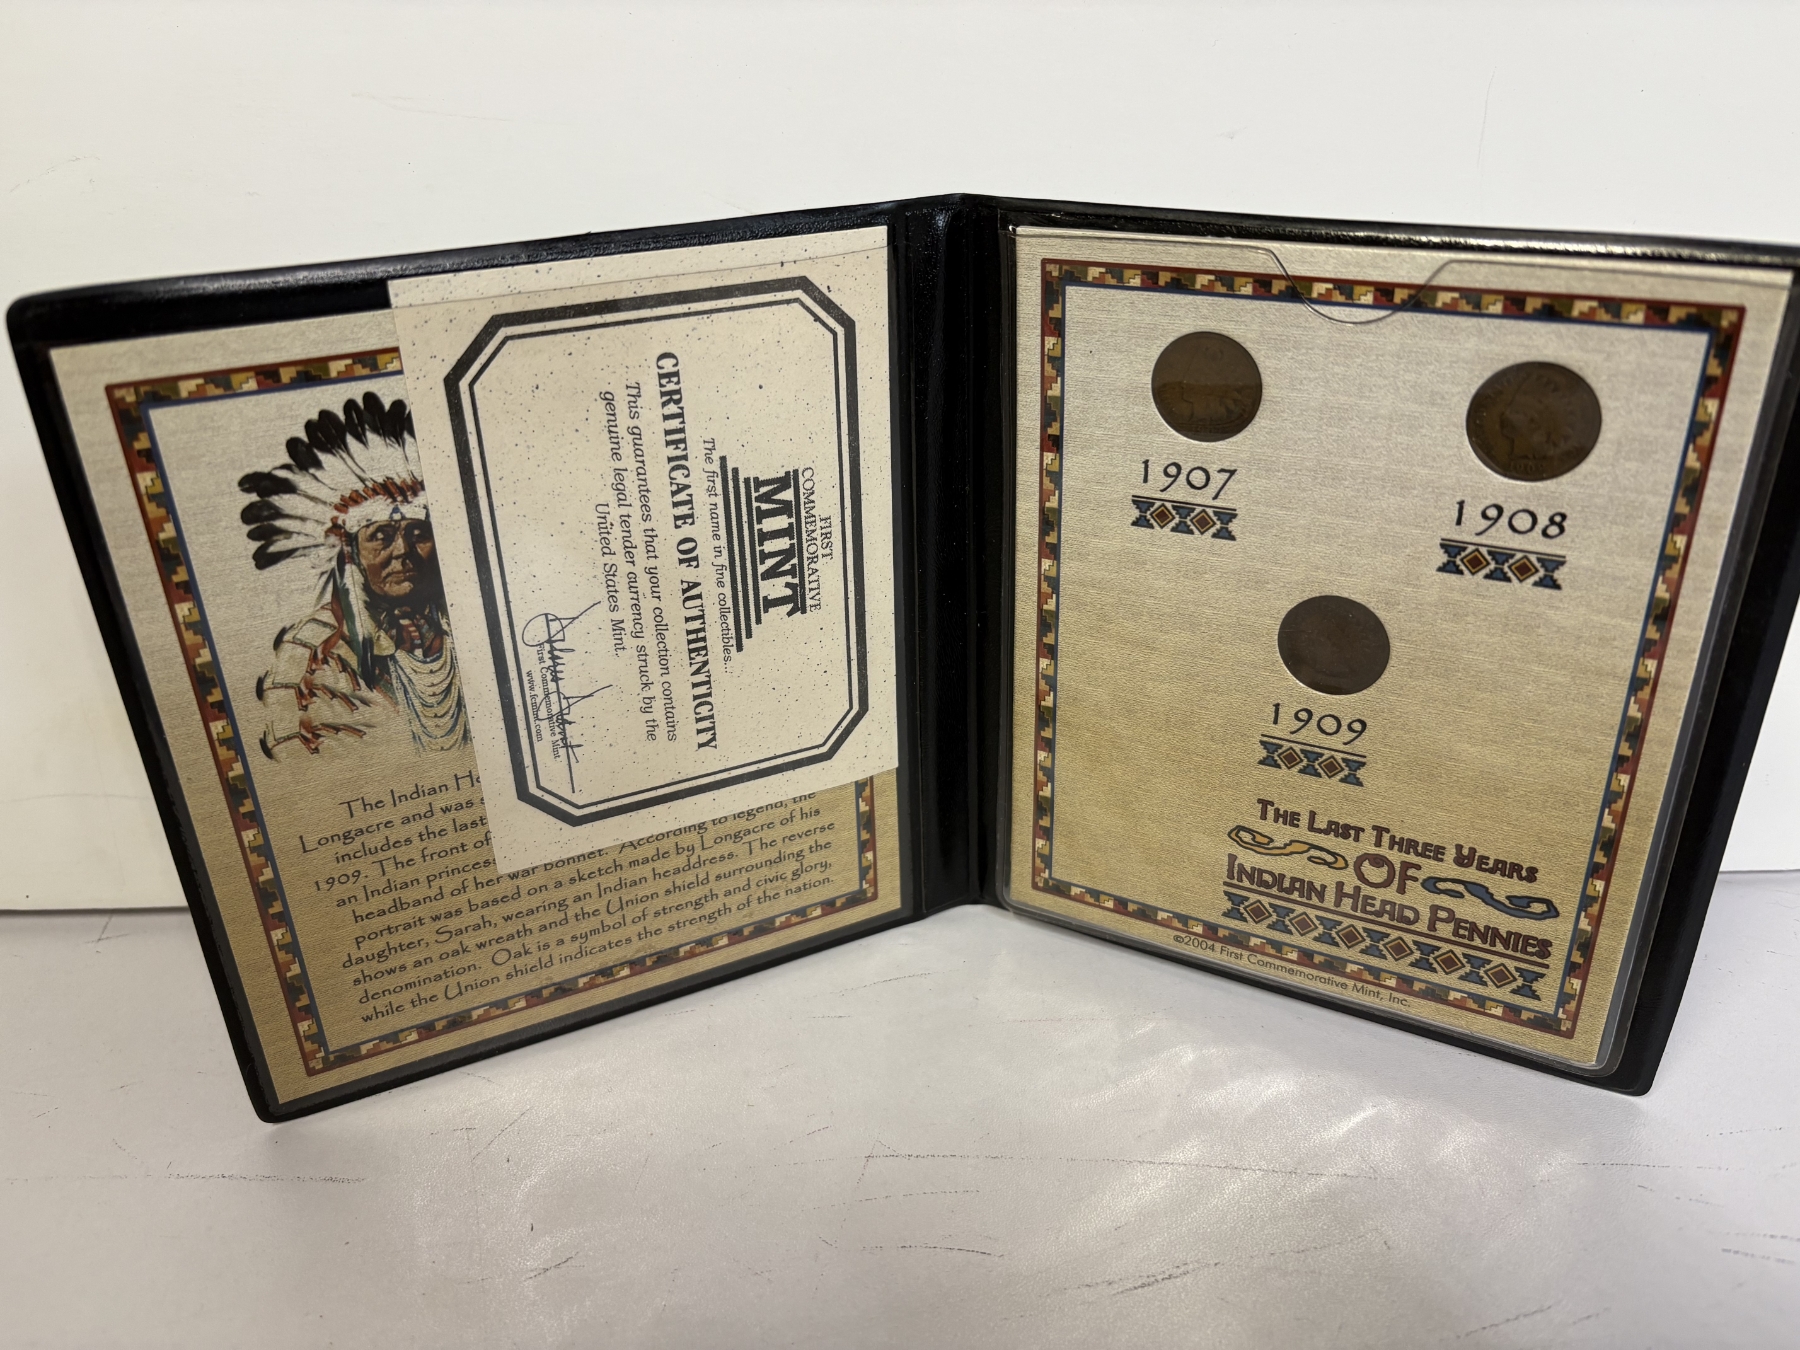 The Indian He
Longacre and was s
includes the last
1909. The front of
an Indian princess
headband of her war bonnet. According to legend, the
portrait was based on a sketch made by Longacre of his
daughter, Sarah, wearing an Indian headdress. The reverse
shows an oak wreath and the Union shield surrounding the
denomination. Oak is a symbol of strength and civic glory,
while the Union shield indicates the strength of the nation.
FIRST
COMMEMORATIVE
MINT
The first name in fine collectibles...
CERTIFICATE OF AUTHENTICITY
This guarantees that your collection contains
genuine legal tender currency struck by the
United States Mint.
First Commemorative Mint
www.fcmint.com
1907
1908
1909
THE LAST THREE YEARS
OF
INDIAN HEAD PENNIES
©2004 First Commemorative Mint, Inc.